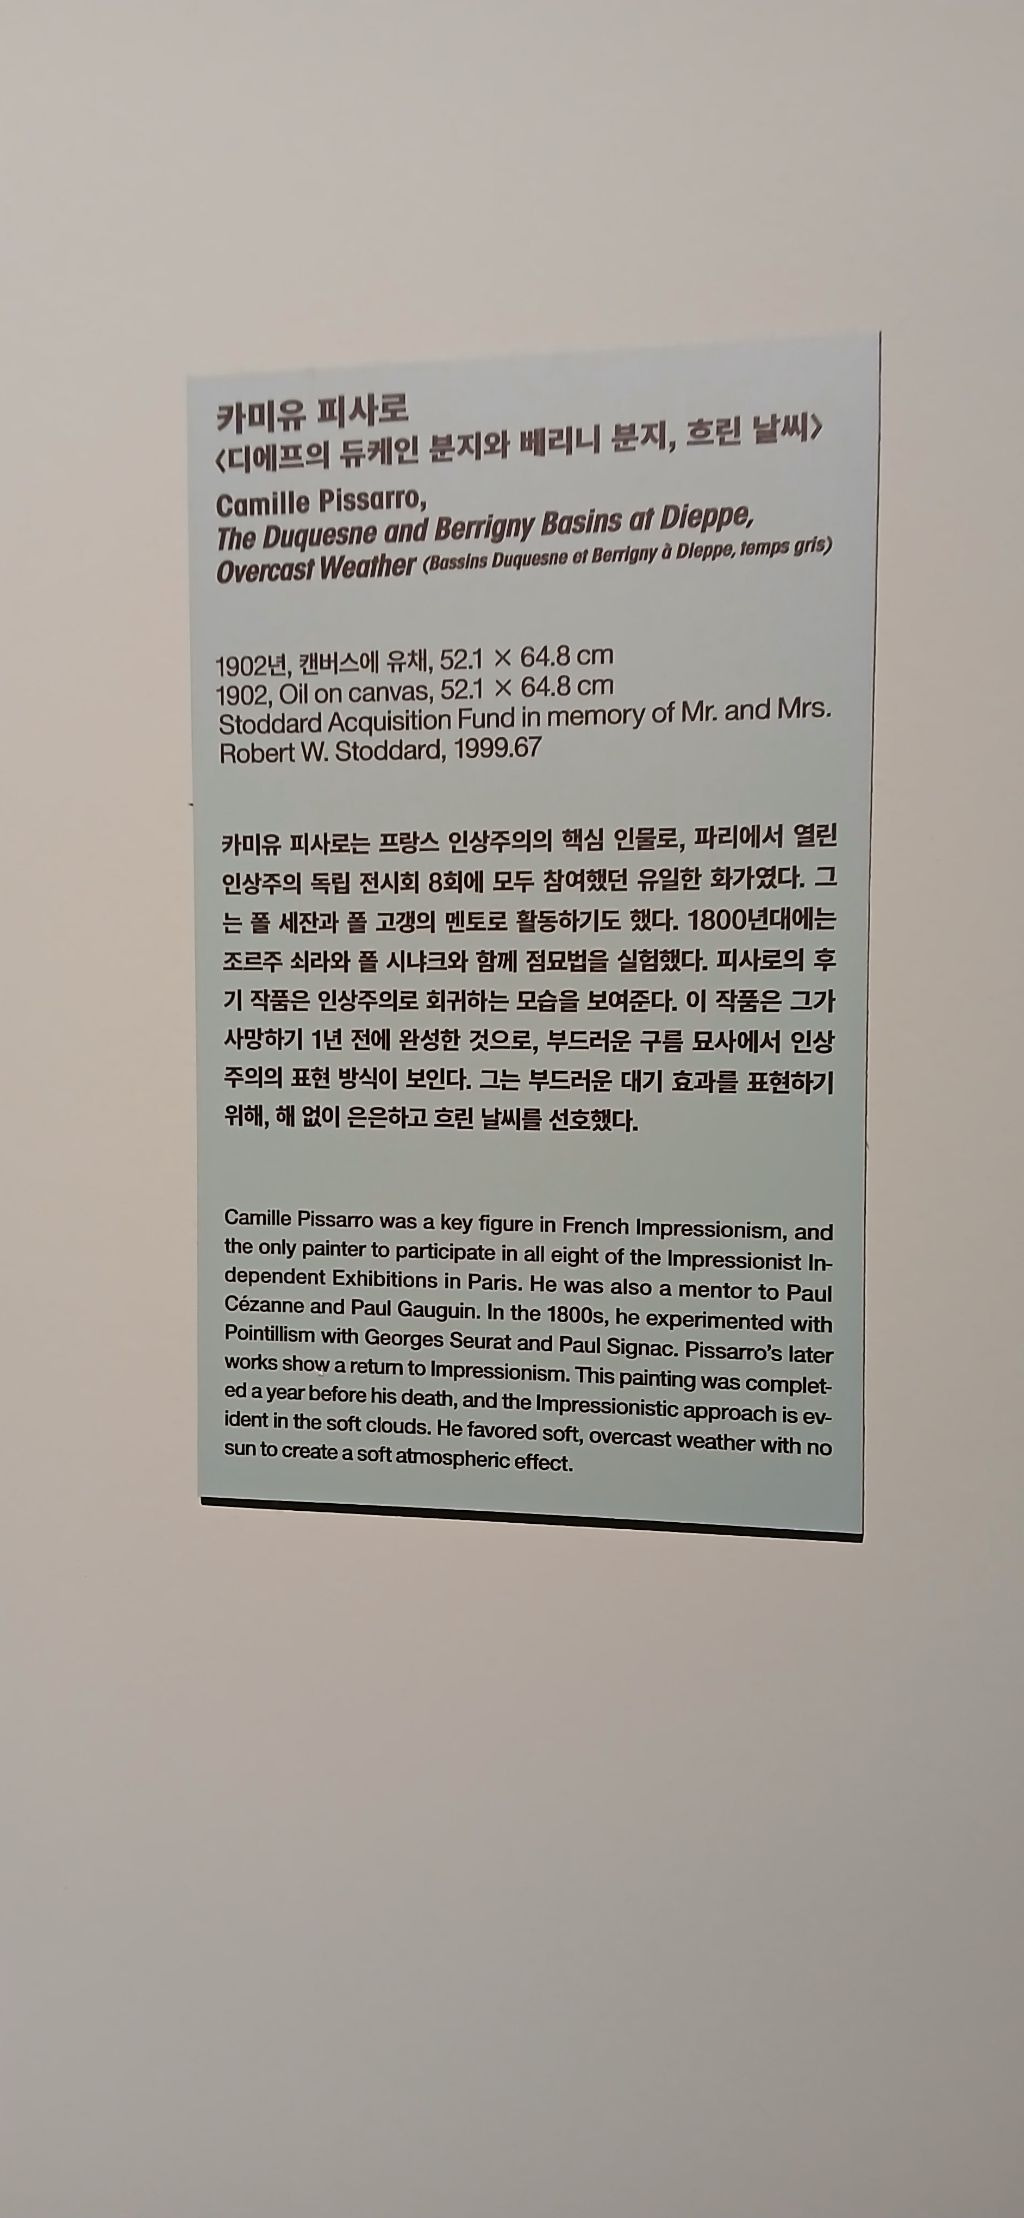 카미유 피사로
〈디에프의 듀케인 분지와 베리니 분지, 흐린 날씨〉
Camille Pissarro,
The Duquesne and Berrigny Basins at Dieppe,
Overcast Weather (Bassins Duquesne et Berrigny à Dieppe, temps gris)
1902년, 캔버스에 유채, 52.1 × 64.8 cm
1902, Oil on canvas, 52.1 × 64.8 cm
Stoddard Acquisition Fund in memory of Mr. and Mrs.
Robert W. Stoddard, 1999.67
카미유 피사로는 프랑스 인상주의의 핵심 인물로, 파리에서 열린
인상주의 독립 전시회 8회에 모두 참여했던 유일한 화가였다. 그
는 폴 세잔과 폴 고갱의 멘토로 활동하기도 했다. 1800년대에는
조르주 쇠라와 폴 시냐크와 함께 점묘법을 실험했다. 피사로의 후
기 작품은 인상주의로 회귀하는 모습을 보여준다. 이 작품은 그가
사망하기 1년 전에 완성한 것으로, 부드러운 구름 묘사에서 인상
주의의 표현 방식이 보인다. 그는 부드러운 대기 효과를 표현하기
위해, 해 없이 은은하고 흐린 날씨를 선호했다.
Camille Pissarro was a key figure in French Impressionism, and
the only painter to participate in all eight of the Impressionist In-
dependent Exhibitions in Paris. He was also a mentor to Paul
Cézanne and Paul Gauguin. In the 1800s, he experimented with
Pointillism with Georges Seurat and Paul Signac. Pissarro's later
works show a return to Impressionism. This painting was complet-
ed a year before his death, and the Impressionistic approach is ev-
ident in the soft clouds. He favored soft, overcast weather with no
sun to create a soft atmospheric effect.